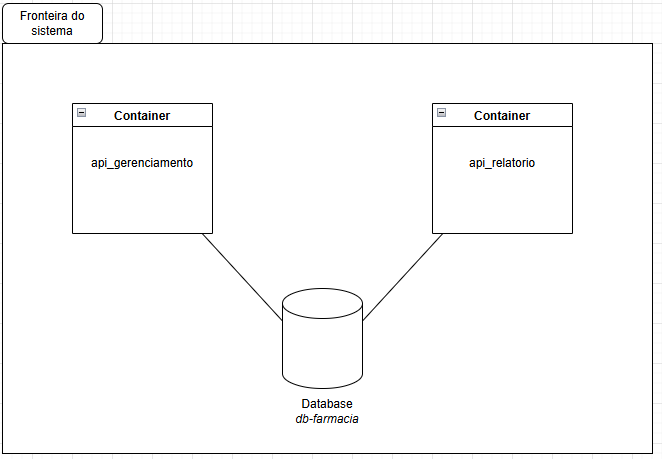 Fronteira do
sistema
Container
api_gerenciamento
Container
api_relatorio
Database
db-farmacia